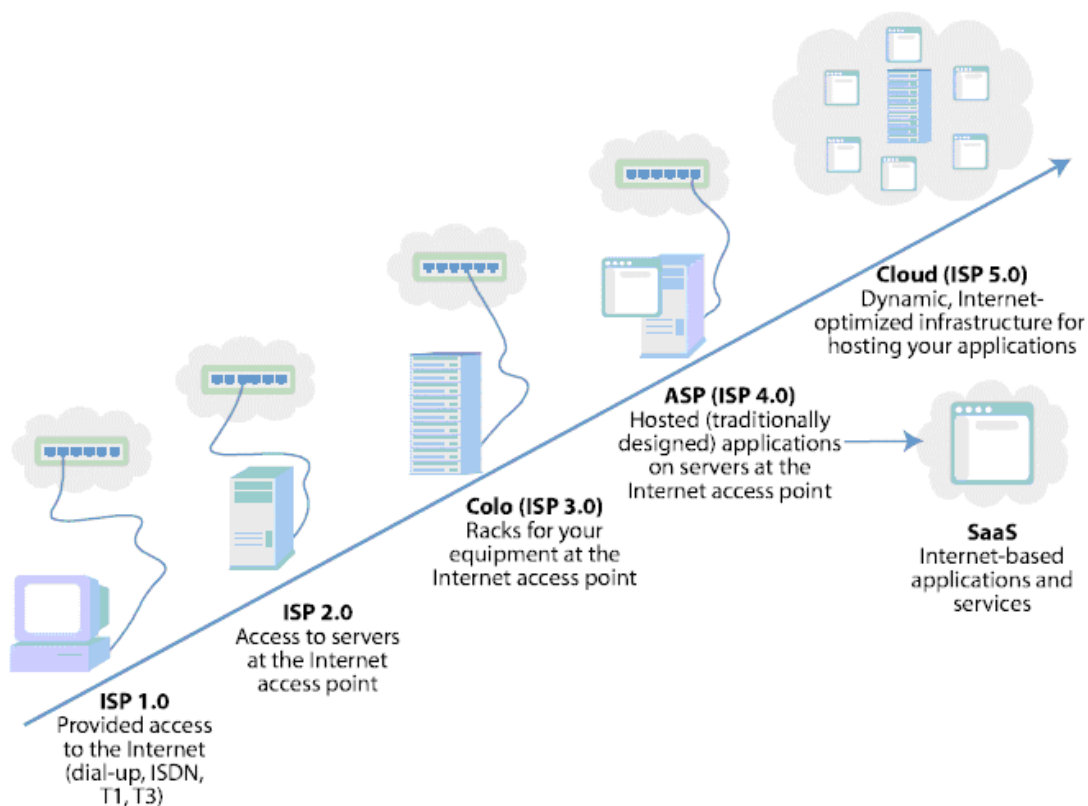 ISP 1.0
Provided access
to the Internet
(dial-up, ISDN,
T1, T3)
ISP 2.0
Access to servers
at the Internet
access point
Colo (ISP 3.0)
Racks for your
equipment at the
Internet access point
ASP (ISP 4.0)
Hosted (traditionally
designed) applications
on servers at the
Internet access point
Cloud (ISP 5.0)
Dynamic, Internet-
optimized infrastructure for
hosting your applications
SaaS
Internet-based
applications and
services